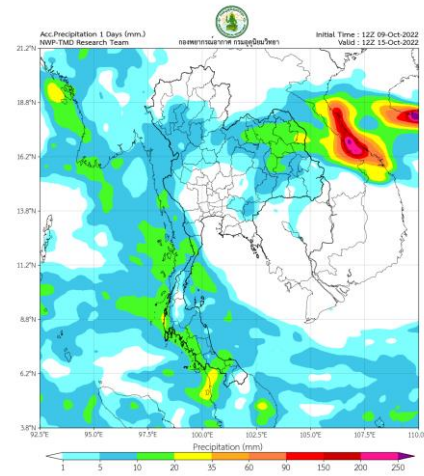 Acc.Precipitation 1 Days (mm.)
NWP-TMD Research Team
กองพยากรณ์อากาศ กรมอุตุนิยมวิทยา
Initial Time : 12Z 09-Oct-2022
Valid : 12Z 15-Oct-2022
21.2°N
18.8°N
16.2°N
13.8°N
11.2°N
8.8°N
6.2°N
3.8°N
92.5°E 95.0°E 97.5°E 100.0°E 102.5°E 105.0°E 107.5°E 110.0°E
Precipitation (mm)
1 5 10 20 35 60 90 150 200 250